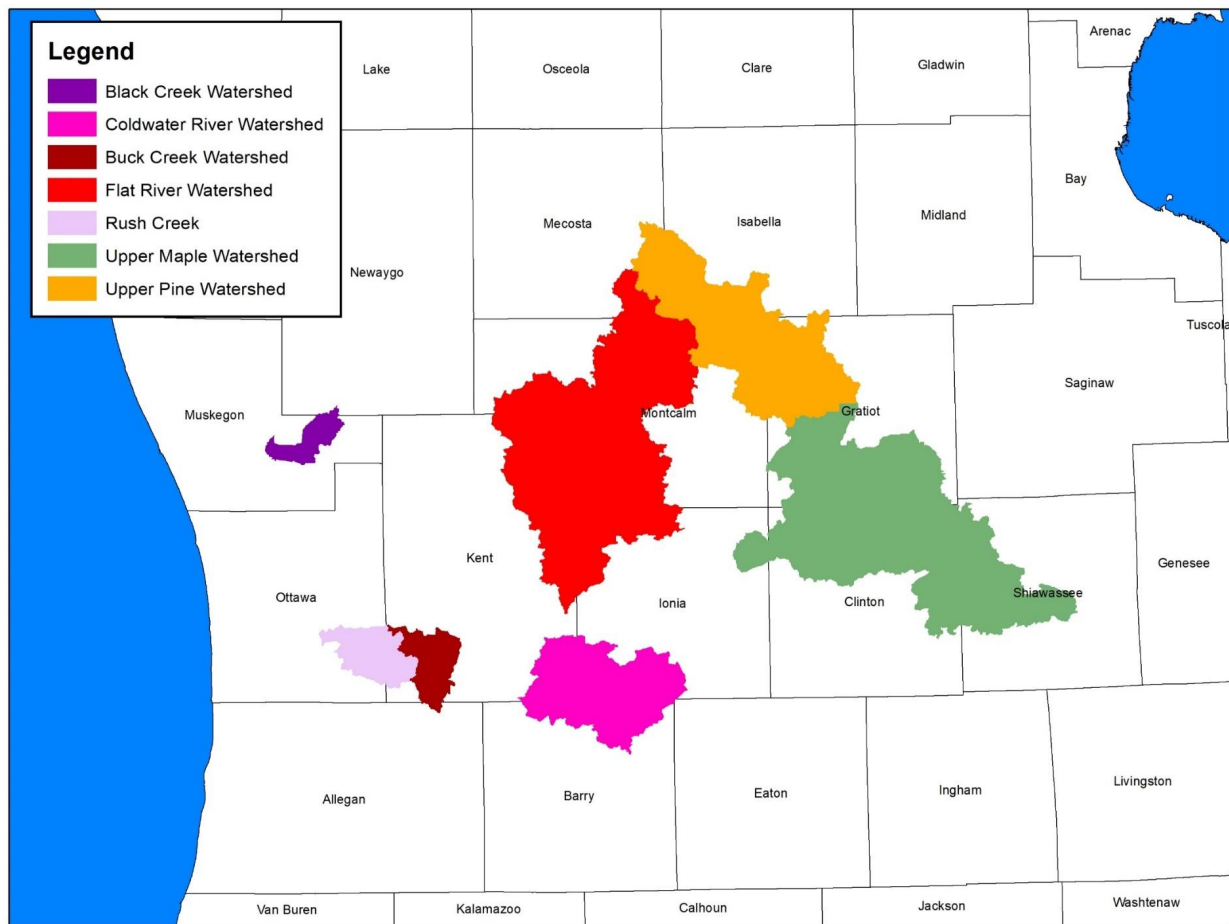 Legend
Black Creek Watershed
Coldwater River Watershed
Buck Creek Watershed
Flat River Watershed
Rush Creek
Upper Maple Watershed
Upper Pine Watershed
Arenac
Lake
Osceola
Clare
Gladwin
Bay
Mecosta
Isabella
Midland
Newaygo
Tuscola
Saginaw
Muskegon
Montcalm
Gratiot
Kent
Genesee
Ottawa
Ionia
Clinton
Shiawassee
Allegan
Barry
Eaton
Ingham
Livingston
Van Buren
Kalamazoo
Calhoun
Jackson
Washtenaw